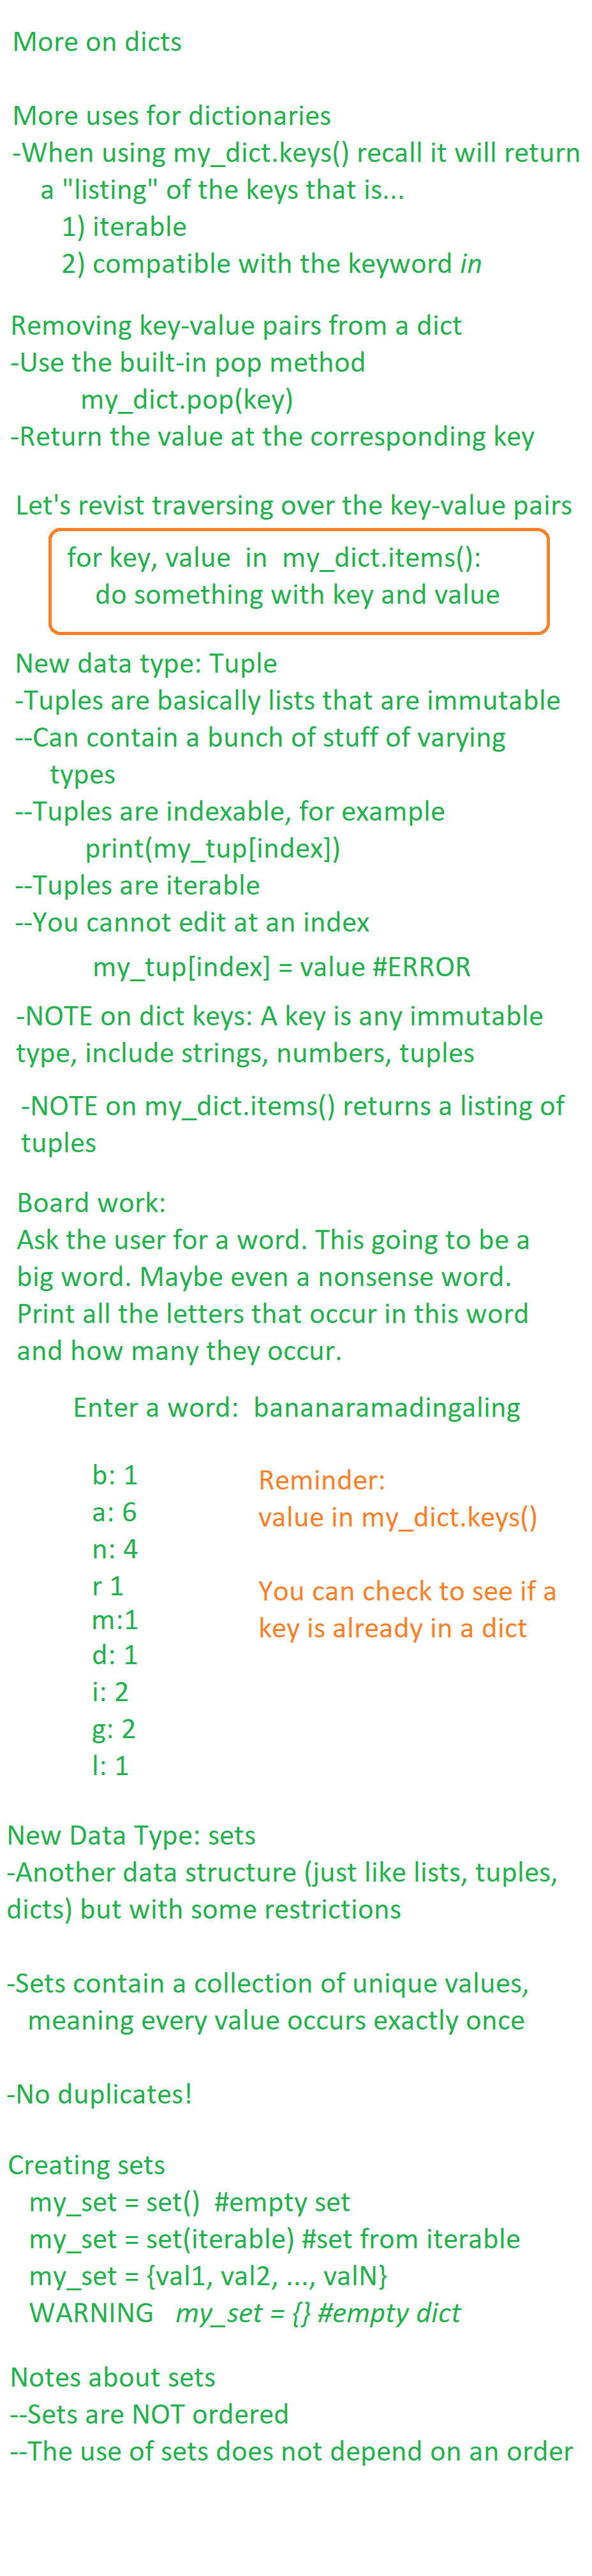 More on dicts
More uses for dictionaries
-When using my_dict.keys() recall it will return
a "listing" of the keys that is...
1) iterable
2) compatible with the keyword in
Removing key-value pairs from a dict
-Use the built-in pop method
my_dict.pop(key)
-Return the value at the corresponding key
Let's revist traversing over the key-value pairs
for key, value in my_dict.items():
do something with key and value
New data type: Tuple
-Tuples are basically lists that are immutable
--Can contain a bunch of stuff of varying
types
--Tuples are indexable, for example
print(my_tup[index])
--Tuples are iterable
--You cannot edit at an index
my_tup[index] = value #ERROR
-NOTE on dict keys: A key is any immutable
type, include strings, numbers, tuples
-NOTE on my_dict.items() returns a listing of
tuples
Board work:
Ask the user for a word. This going to be a
big word. Maybe even a nonsense word.
Print all the letters that occur in this word
and how many they occur.
Enter a word: bananaramadingaling
b: 1
a: 6
n: 4
r 1
m:1
d: 1
i: 2
g: 2
l: 1
Reminder:
value in my_dict.keys()
You can check to see if a
key is already in a dict
New Data Type: sets
-Another data structure (just like lists, tuples,
dicts) but with some restrictions
-Sets contain a collection of unique values,
meaning every value occurs exactly once
-No duplicates!
Creating sets
my_set = set() #empty set
my_set = set(iterable) #set from iterable
my_set = {val1, val2, ..., valN}
WARNING my_set = {} #empty dict
Notes about sets
--Sets are NOT ordered
--The use of sets does not depend on an order